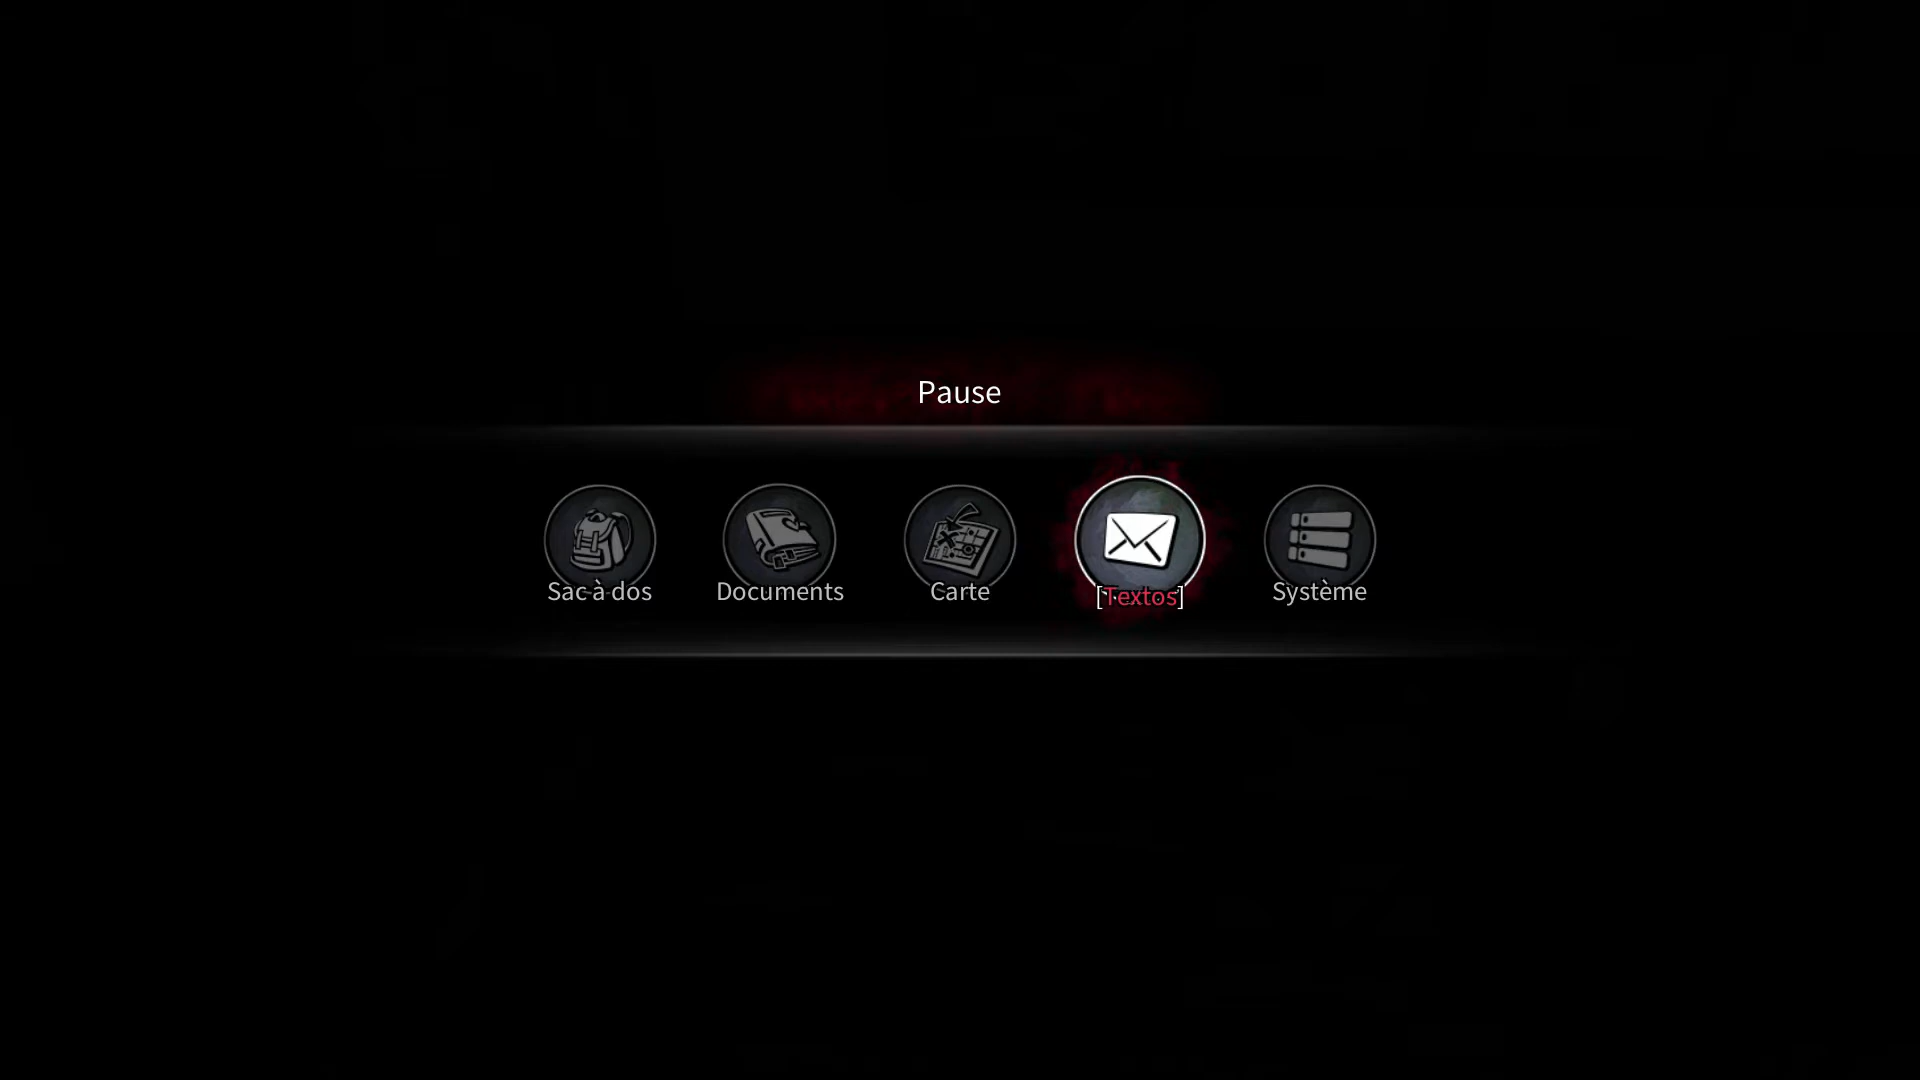 Pause
Sac à dos
Documents
Carte
[Textos]
Système